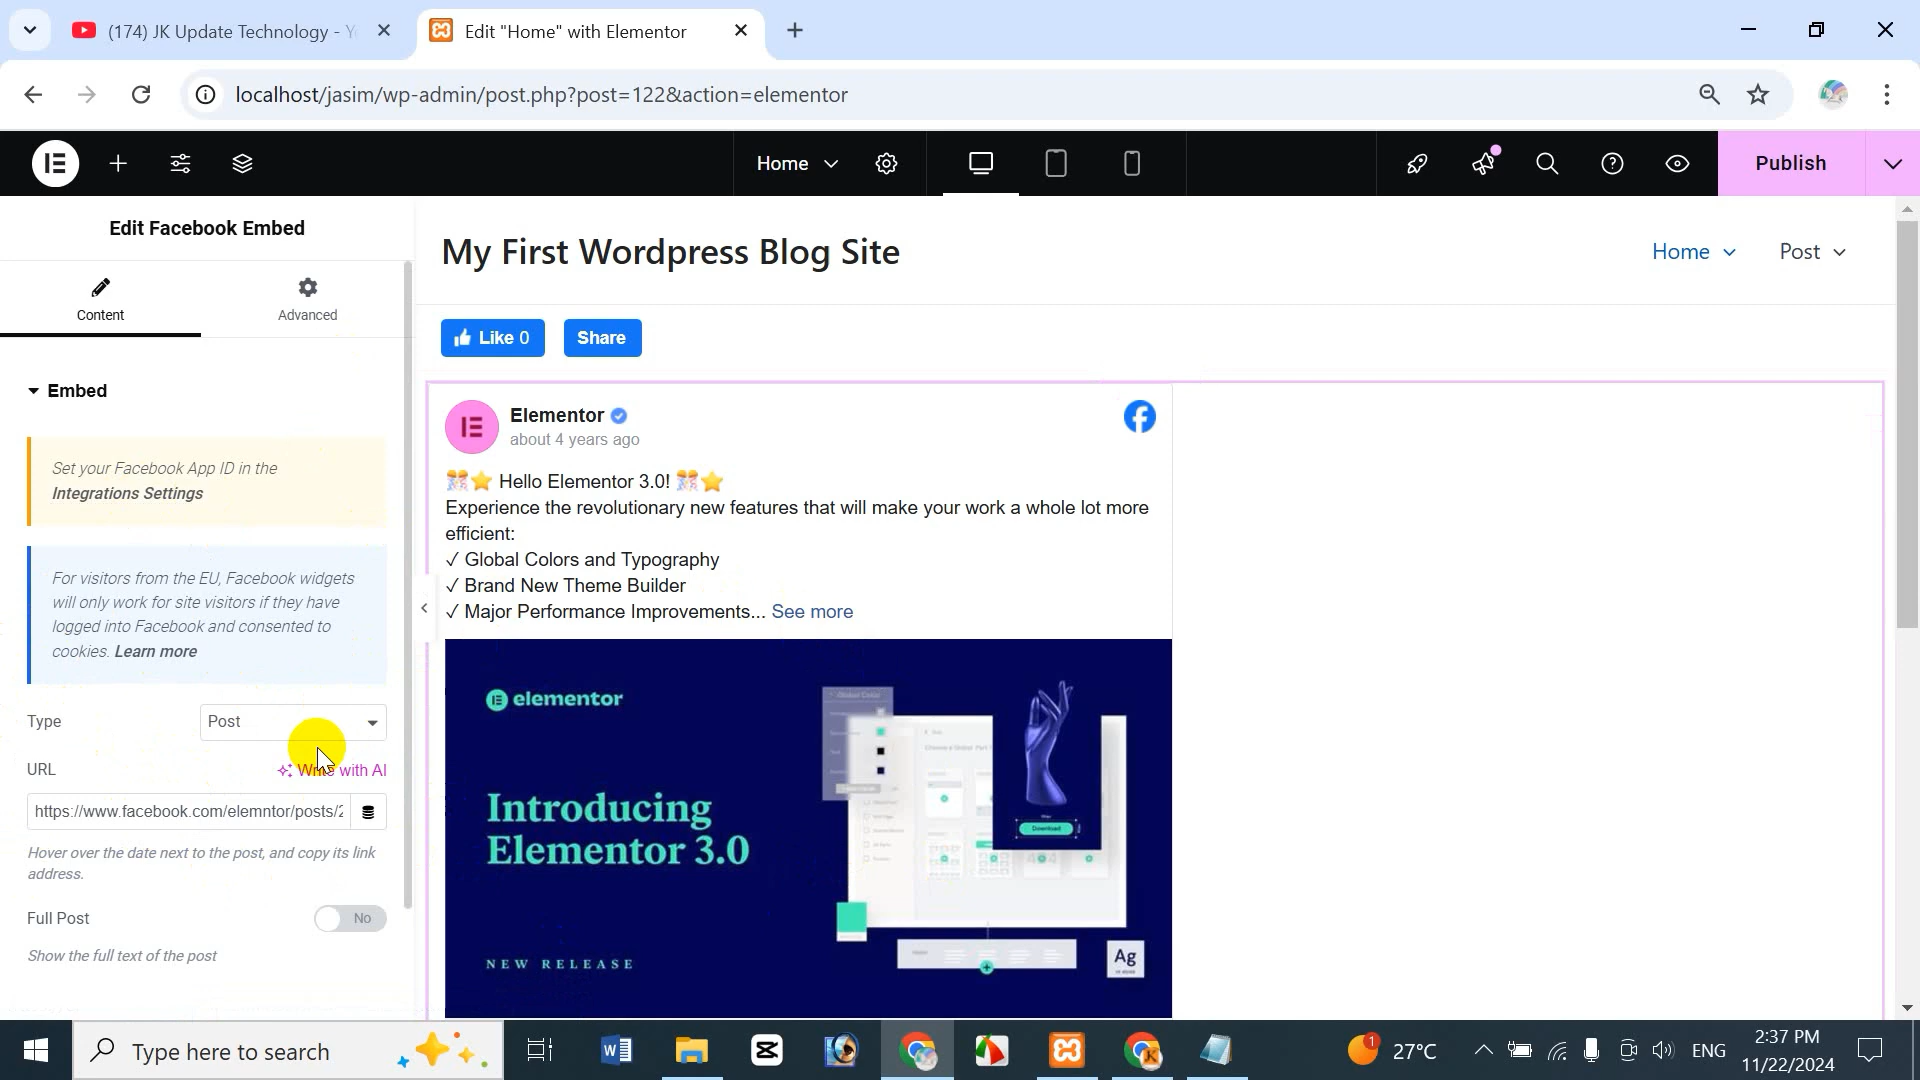 (174) JK Update Technology - Y
Edit "Home" with Elementor
localhost/jasim/wp-admin/post.php?post=122&action=elementor
Home
Publish
Edit Facebook Embed
Content
Advanced
Embed
Set your Facebook App ID in the
Integrations Settings
For visitors from the EU, Facebook widgets
will only work for site visitors if they have
logged into Facebook and consented to
cookies. Learn more
Type
Post
URL
Write with AI
https://www.facebook.com/elemntor/posts/2
Hover over the date next to the post, and copy its link
address.
Full Post
No
Show the full text of the post
My First Wordpress Blog Site
Home
Post
Like 0
Share
Elementor
about 4 years ago
Hello Elementor 3.0!
Experience the revolutionary new features that will make your work a whole lot more
efficient:
✓ Global Colors and Typography
✓ Brand New Theme Builder
✓ Major Performance Improvements... See more
elementor
Introducing
Elementor 3.0
NEW RELEASE
Download
Ag
Type here to search
1
27°C
ENG
2:37 PM
11/22/2024